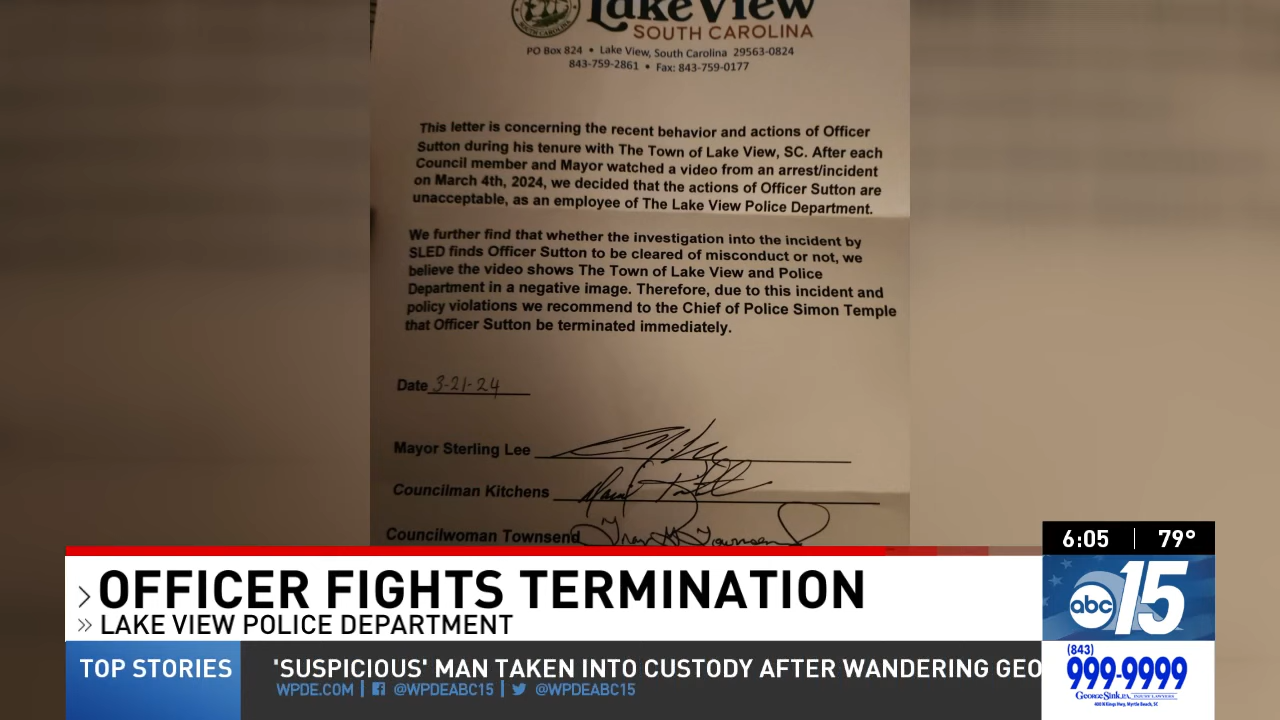 Lake View
SOUTH CAROLINA
PO Box 824 • Lake View, South Carolina 29563-0824
843-759-2861 • Fax: 843-759-0177
This letter is concerning the recent behavior and actions of Officer
Sutton during his tenure with The Town of Lake View, SC. After each
Council member and Mayor watched a video from an arrest/incident
on March 4th, 2024, we decided that the actions of Officer Sutton are
unacceptable, as an employee of The Lake View Police Department.
We further find that whether the investigation into the incident by
SLED finds Officer Sutton to be cleared of misconduct or not, we
believe the video shows The Town of Lake View and Police
Department in a negative image. Therefore, due to this incident and
policy violations we recommend to the Chief of Police Simon Temple
that Officer Sutton be terminated immediately.
Date 3-21-24
Mayor Sterling Lee
Councilman Kitchens
Councilwoman Townsend
6:05 | 79°
OFFICER FIGHTS TERMINATION
LAKE VIEW POLICE DEPARTMENT
abc 15
TOP STORIES
'SUSPICIOUS' MAN TAKEN INTO CUSTODY AFTER WANDERING GEO
WPDE.COM | @WPDEABC15 | @WPDEABC15
(843)
999-9999
George Sink, P.A. INJURY LAWYERS